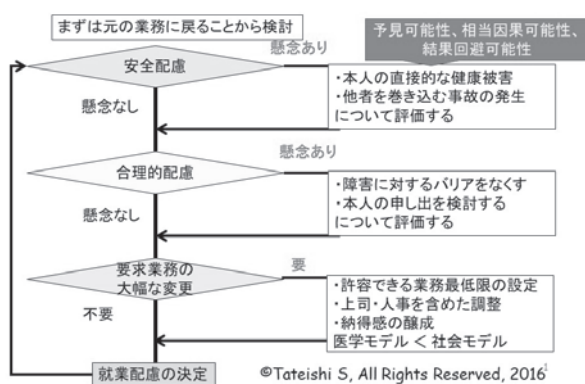 まずは元の業務に戻ることから検討
懸念あり
予見可能性、相当因果可能性、
結果回避可能性
安全配慮
・本人の直接的な健康被害
・他者を巻き込む事故の発生
について評価する
懸念なし
懸念あり
合理的配慮
・障害に対するバリアをなくす
・本人の申し出を検討する
について評価する
懸念なし
要求業務の
大幅な変更
要
・許容できる業務最低限の設定
・上司・人事を含めた調整
・納得感の醸成
医学モデル < 社会モデル
不要
就業配慮の決定
©Tateishi S, All Rights Reserved, 2016